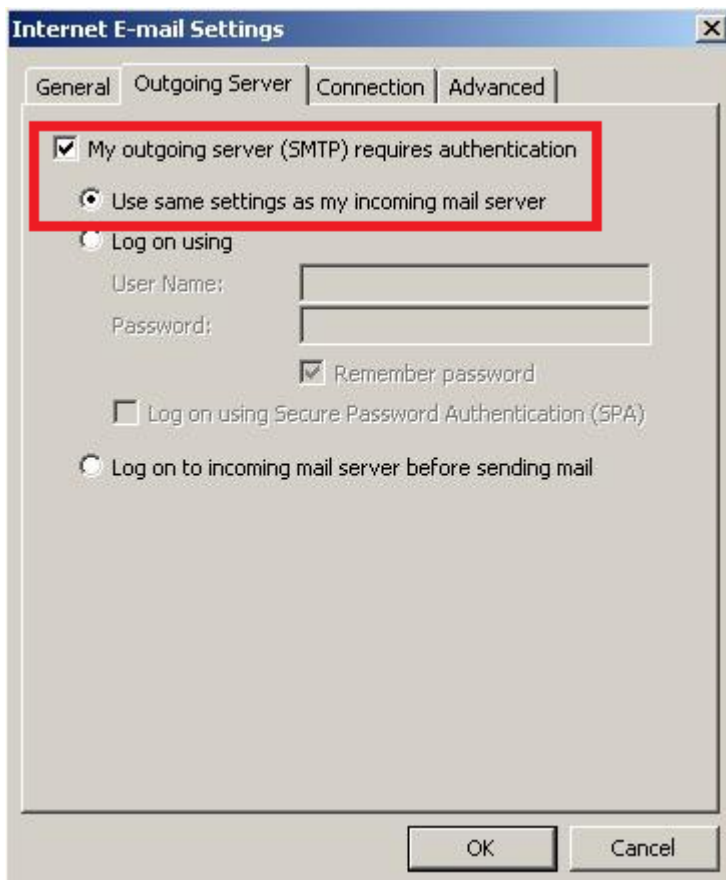 Internet E-mail Settings
General Outgoing Server Connection Advanced
My outgoing server (SMTP) requires authentication
Use same settings as my incoming mail server
Log on using
User Name:
Password:
Remember password
Log on using Secure Password Authentication (SPA)
Log on to incoming mail server before sending mail
OK Cancel